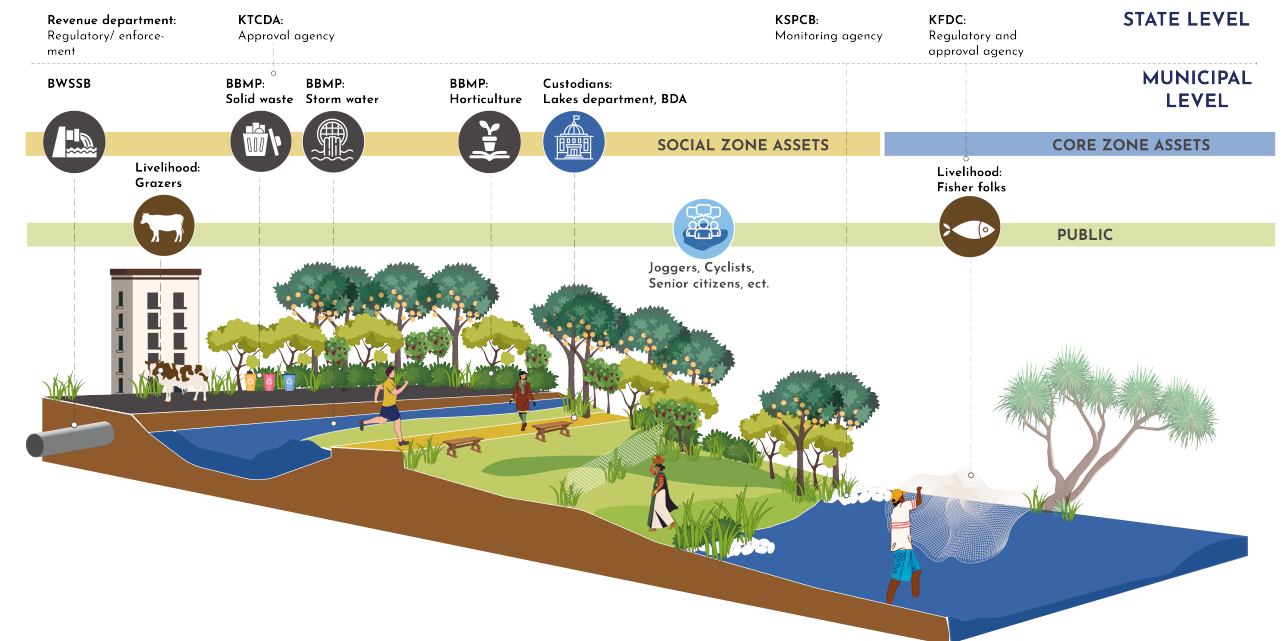 Revenue department:
Regulatory/ enforce-
ment
KTCDA:
Approval agency
KSPCB:
Monitoring agency
KFDC:
Regulatory and
approval agency
STATE LEVEL
BWSSB
BBMP:
Solid waste
BBMP:
Storm water
BBMP:
Horticulture
Custodians:
Lakes department, BDA
MUNICIPAL
LEVEL
SOCIAL ZONE ASSETS
CORE ZONE ASSETS
Livelihood:
Grazers
Livelihood:
Fisher folks
PUBLIC
Joggers, Cyclists,
Senior citizens, ect.